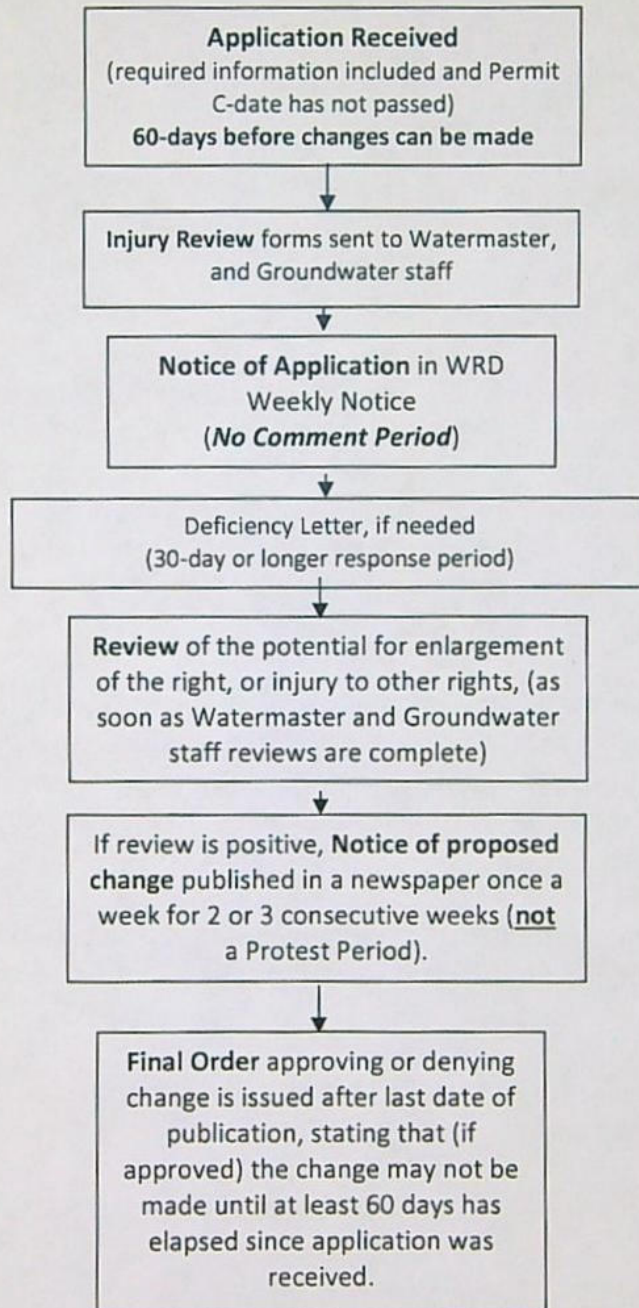 Application Received
(required information included and Permit
C-date has not passed)
60-days before changes can be made
Injury Review forms sent to Watermaster,
and Groundwater staff
Notice of Application in WRD
Weekly Notice
(No Comment Period)
Deficiency Letter, if needed
(30-day or longer response period)
Review of the potential for enlargement
of the right, or injury to other rights, (as
soon as Watermaster and Groundwater
staff reviews are complete)
If review is positive, Notice of proposed
change published in a newspaper once a
week for 2 or 3 consecutive weeks (not
a Protest Period).
Final Order approving or denying
change is issued after last date of
publication, stating that (if
approved) the change may not be
made until at least 60 days has
elapsed since application was
received.